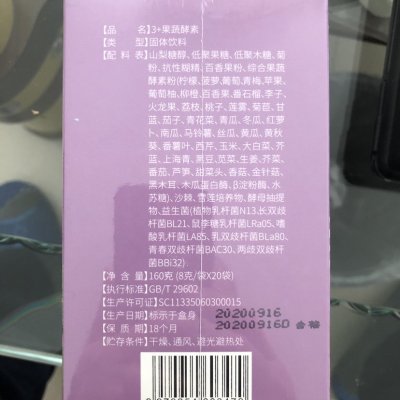 【品    名】3+果蔬酵素
【类    型】固体饮料
【配 料 表】山梨糖醇、低聚果糖、低聚木糖、菊
粉、抗性糊精、百香果粉、综合果蔬
酵素粉(柠檬、菠萝、葡萄、青梅、苹果、
葡萄柚、柳橙、百香果、番石榴、李子、
火龙果、荔枝、桃子、莲雾、菊苣、甘
蓝、茄子、青花菜、青瓜、冬瓜、红萝
卜、南瓜、马铃薯、丝瓜、黄瓜、黄秋
葵、番薯叶、西芹、玉米、大白菜、芥
蓝、上海青、黑豆、苋菜、生姜、芥菜、
番茄、芦笋、甜菜头、香菇、金针菇、
黑木耳、木瓜蛋白酶、β淀粉酶、水
苏糖)、沙棘、雪莲培养物、酵母抽提
物、益生菌(植物乳杆菌N13、长双歧
杆菌BL21、鼠李糖乳杆菌LRa05、嗜
酸乳杆菌LA85、乳双歧杆菌BLa80、
青春双歧杆菌BAC30、两歧双歧杆菌
菌BBi32)
【净 含 量】160克 (8克/袋X20袋)
【执行标准】GB/T 29602
【生产许可证】SC11335060300015
【生产日期】标示于盒身 20200916
【保 质 期】18个月 20200916D 合格
【贮存条件】干燥、通风、避光避热处